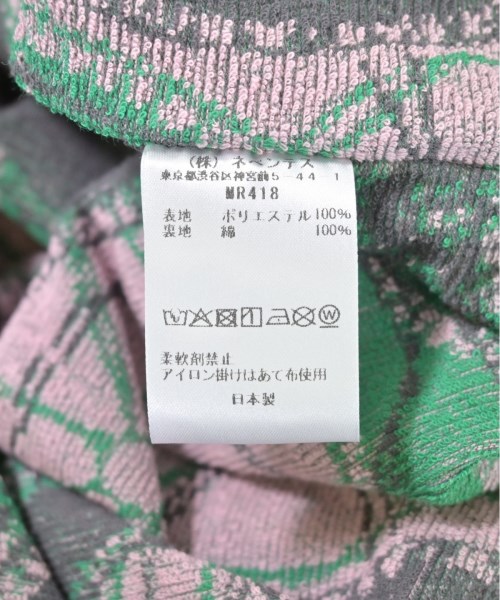 (株) ネペンテス
東京都渋谷区神宮前5-44-1
MR418
表地 ポリエステル 100%
裏地 綿 100%
柔軟剤禁止
アイロン掛けはあて布使用
日本製